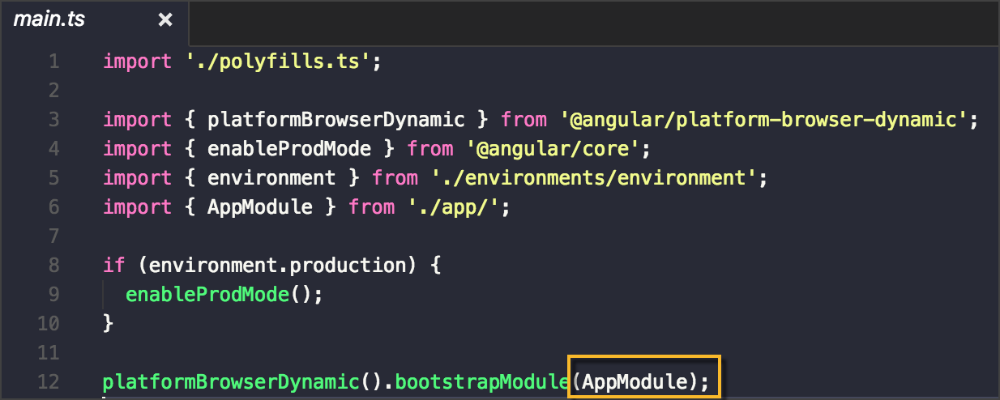 main.ts ×
1 import './polyfills.ts';
2
3 import { platformBrowserDynamic } from '@angular/platform-browser-dynamic';
4 import { enableProdMode } from '@angular/core';
5 import { environment } from './environments/environment';
6 import { AppModule } from './app/';
7
8 if (environment.production) {
9   enableProdMode();
10 }
11
12 platformBrowserDynamic().bootstrapModule(AppModule);